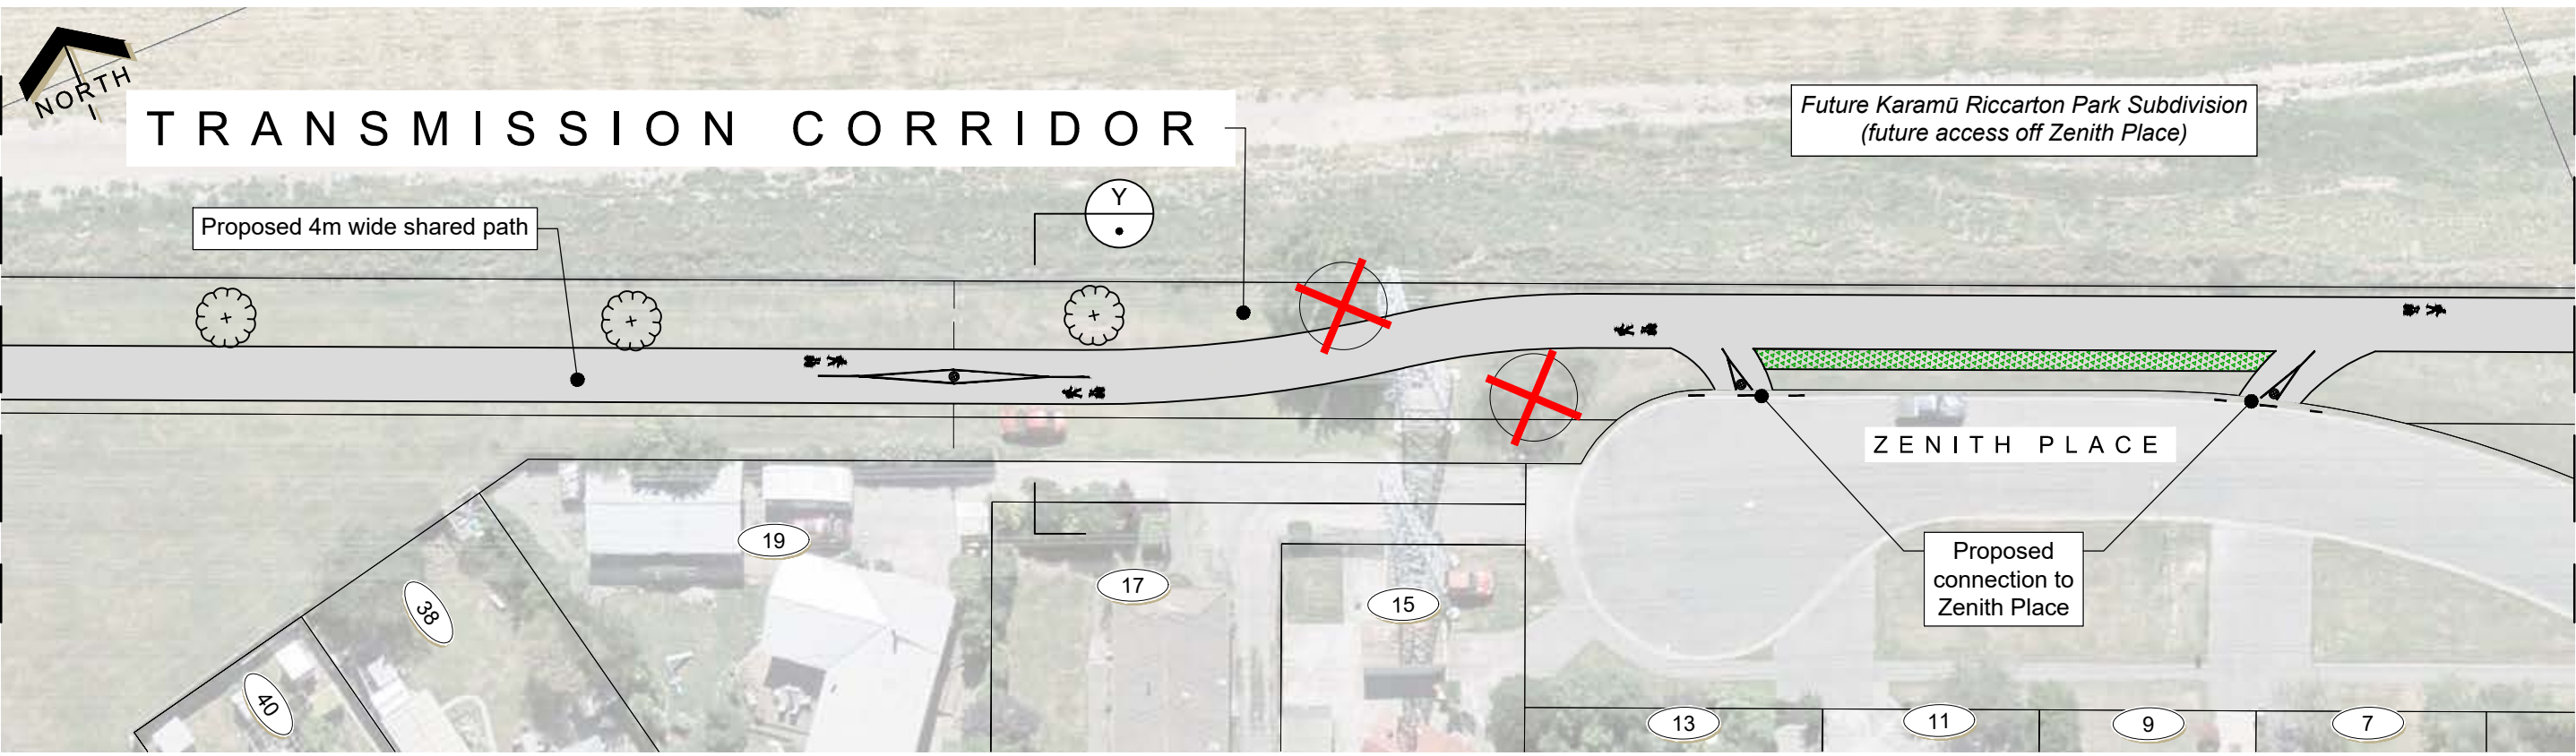 NORTH
TRANSMISSION CORRIDOR
Future Karamū Riccarton Park Subdivision
(future access off Zenith Place)
Y
Proposed 4m wide shared path
ZENITH PLACE
Proposed
connection to
Zenith Place
19
17
15
38
40
13
11
9
7